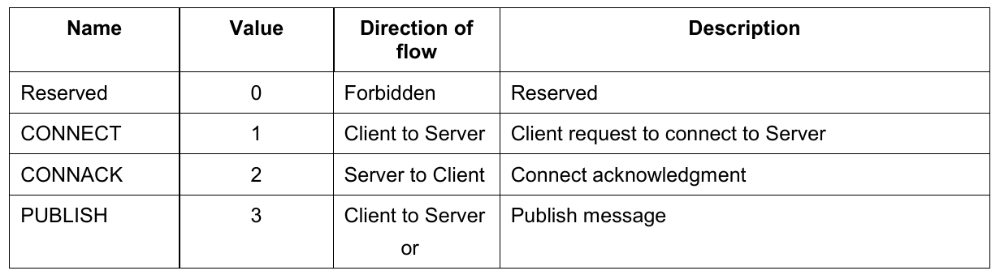 Name Value Direction of flow Description
Reserved 0 Forbidden Reserved
CONNECT 1 Client to Server Client request to connect to Server
CONNACK 2 Server to Client Connect acknowledgment
PUBLISH 3 Client to Server Publish message
or